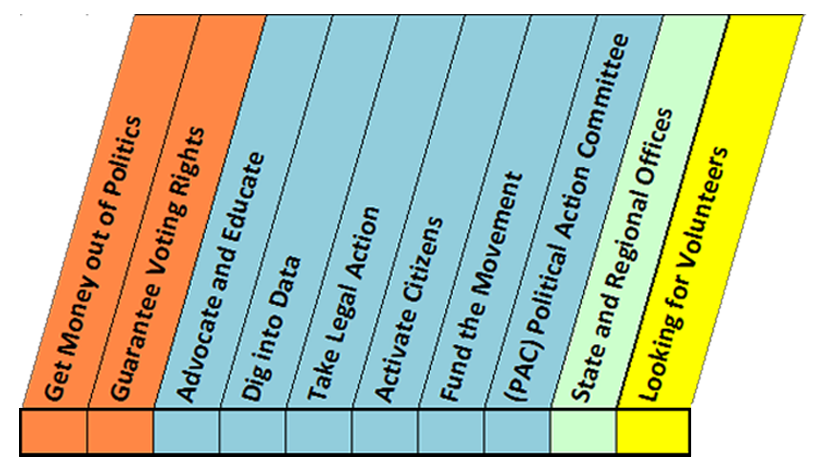 Get Money out of Politics
Guarantee Voting Rights
Advocate and Educate
Dig into Data
Take Legal Action
Activate Citizens
Fund the Movement
(PAC) Political Action Committee
State and Regional Offices
Looking for Volunteers